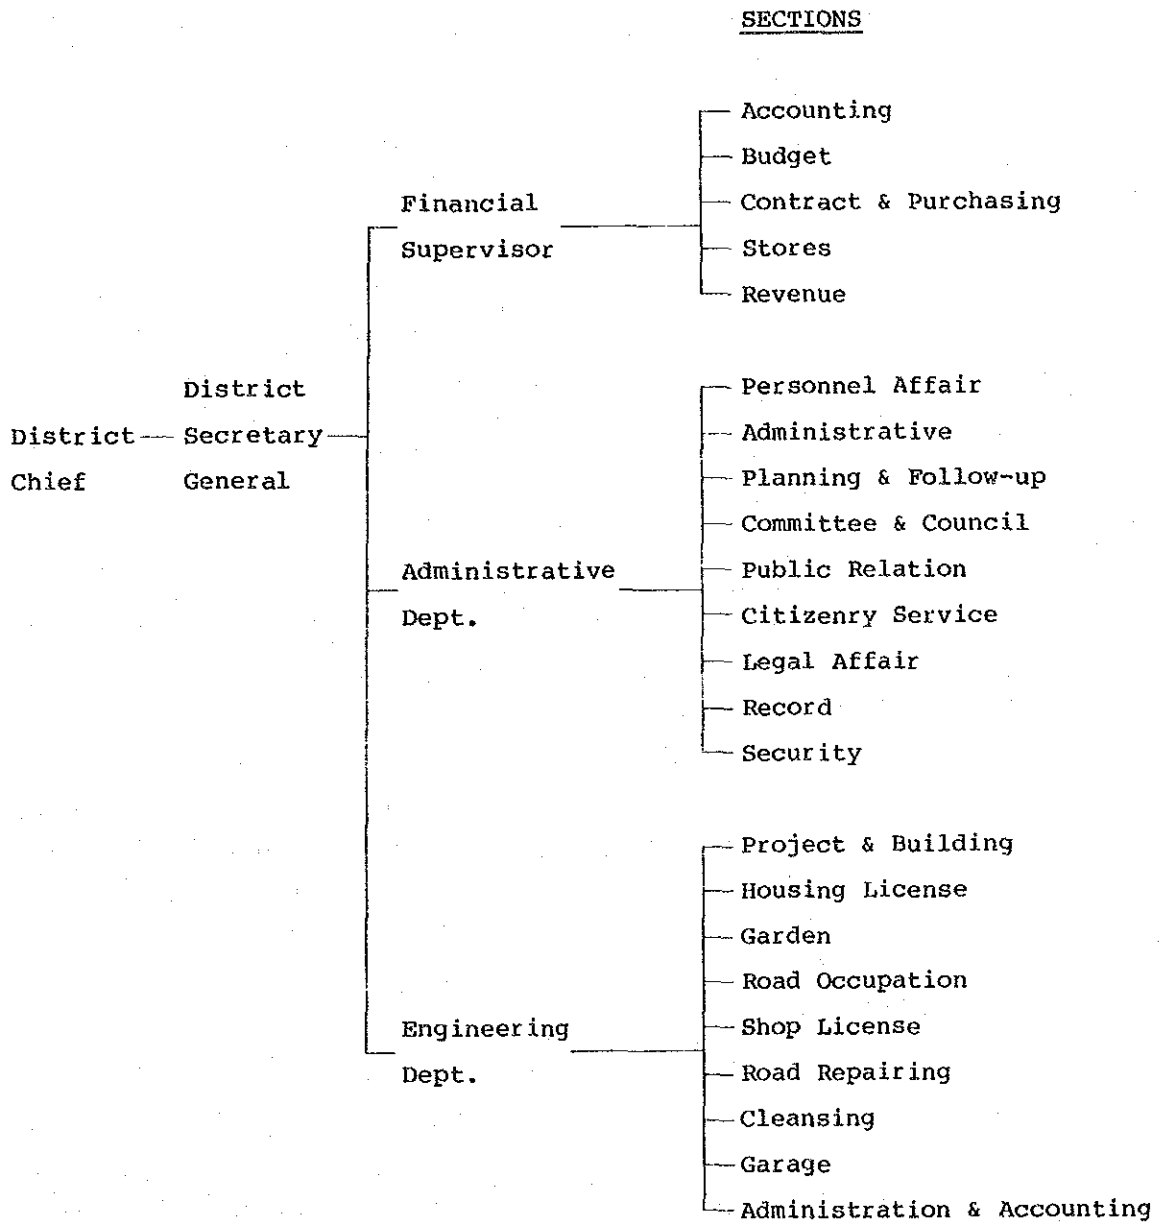 SECTIONS
Accounting
Budget
Financial
Supervisor
Contract & Purchasing
Stores
Revenue
District
Chief
District
Secretary
General
Personnel Affair
Administrative
Planning & Follow-up
Committee & Council
Administrative
Dept.
Public Relation
Citizenry Service
Legal Affair
Record
Security
Project & Building
Housing License
Garden
Road Occupation
Engineering
Dept.
Shop License
Road Repairing
Cleansing
Garage
Administration & Accounting